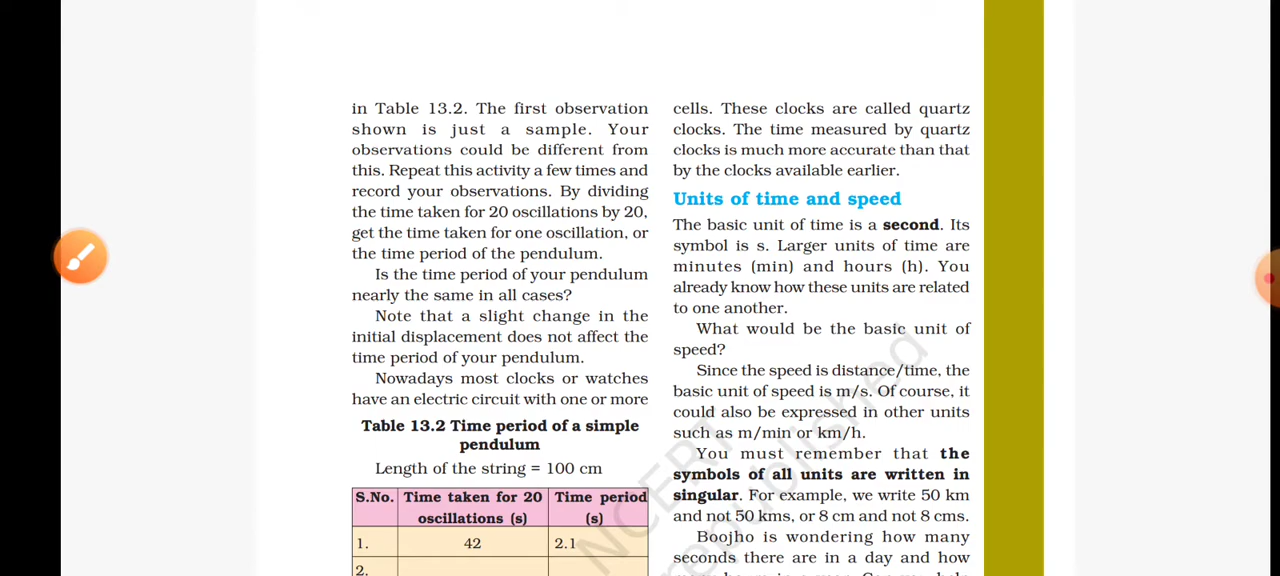 in Table 13.2. The first observation
shown is just a sample. Your
observations could be different from
this. Repeat this activity a few times and
record your observations. By dividing
the time taken for 20 oscillations by 20,
get the time taken for one oscillation, or
the time period of the pendulum.
Is the time period of your pendulum
nearly the same in all cases?
Note that a slight change in the
initial displacement does not affect the
time period of your pendulum.
Nowadays most clocks or watches
have an electric circuit with one or more
Table 13.2 Time period of a simple
pendulum
Length of the string = 100 cm
S.No. Time taken for 20 Time period
oscillations (s) (s)
1. 42 2.1
2.
cells. These clocks are called quartz
clocks. The time measured by quartz
clocks is much more accurate than that
by the clocks available earlier.
Units of time and speed
The basic unit of time is a second. Its
symbol is s. Larger units of time are
minutes (min) and hours (h). You
already know how these units are related
to one another.
What would be the basic unit of
speed?
Since the speed is distance/time, the
basic unit of speed is m/s. Of course, it
could also be expressed in other units
such as m/min or km/h.
You must remember that the
symbols of all units are written in
singular. For example, we write 50 km
and not 50 kms, or 8 cm and not 8 cms.
Boojho is wondering how many
seconds there are in a day and how
NCERT
republished